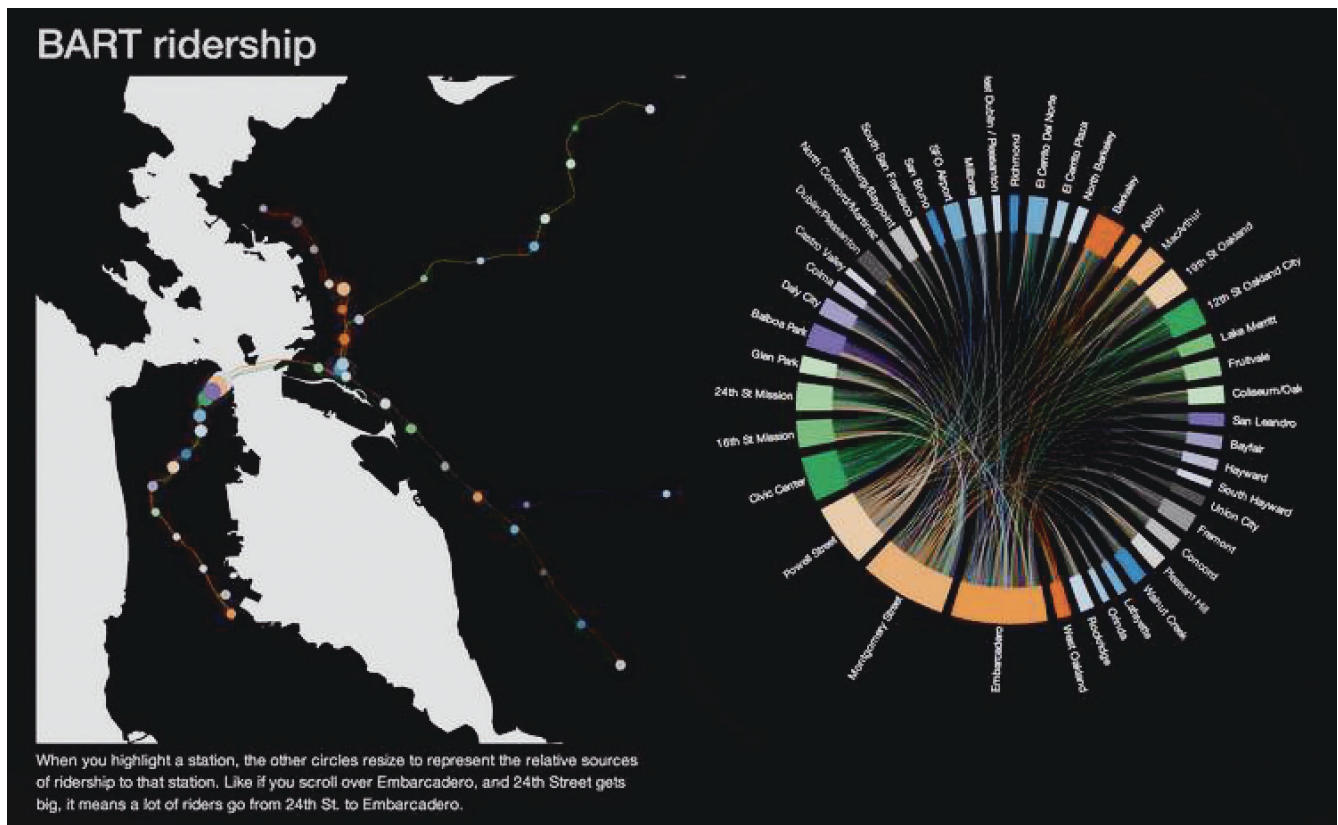 BART ridership
West Dublin / Pleasanton
Richmond
El Cerrito Del Norte
El Cerrito Plaza
North Berkeley
Berkeley
Ashby
MacArthur
19th St Oakland
12th St Oakland City
Lake Merritt
Fruitvale
Coliseum/Oak
San Leandro
Bayfair
Hayward
South Hayward
Union City
Fremont
Concord
Pleasant Hill
Walnut Creek
Lafayette
Orinda
Rockridge
West Oakland
Embarcadero
Montgomery Street
Powell Street
Civic Center
16th St Mission
24th St Mission
Glen Park
Balboa Park
Daly City
Colma
Castro Valley
Dublin/Pleasanton
North Concord/Martinez
Pittsburg/Baypoint
South San Francisco
San Bruno
SFO Airport
Millbrae
When you highlight a station, the other circles resize to represent the relative sources
of ridership to that station. Like if you scroll over Embarcadero, and 24th Street gets
big, it means a lot of riders go from 24th St. to Embarcadero.